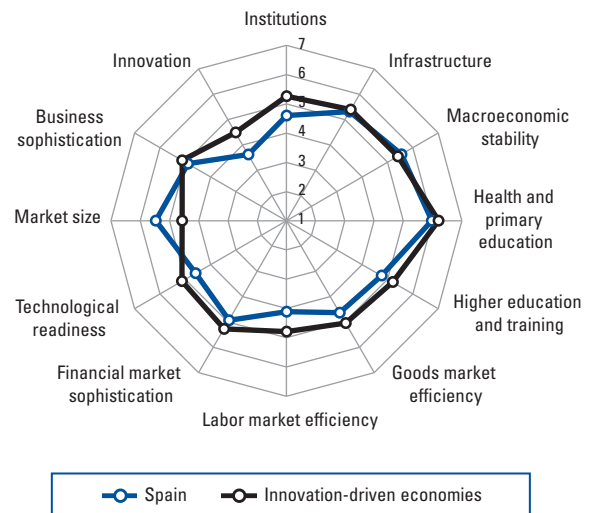 Institutions
7
Innovation
6
Infrastructure
5
Business
sophistication
4
Macroeconomic
stability
3
2
Market size
1
Health and
primary
education
Technological
readiness
Higher education
and training
Financial market
sophistication
Goods market
efficiency
Labor market efficiency
Spain
Innovation-driven economies